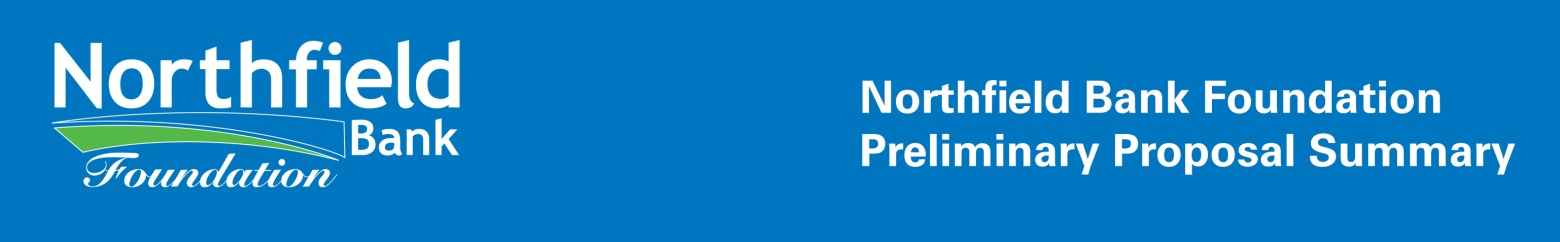 Northfield
Bank
Foundation
Northfield Bank Foundation
Preliminary Proposal Summary